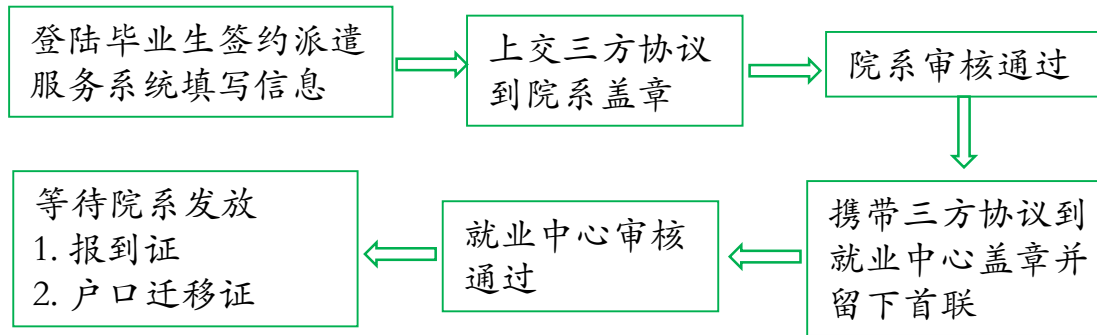 登陆毕业生签约派遣
服务系统填写信息
上交三方协议
到院系盖章
院系审核通过
携带三方协议到
就业中心盖章并
留下首联
就业中心审核
通过
等待院系发放
1. 报到证
2. 户口迁移证